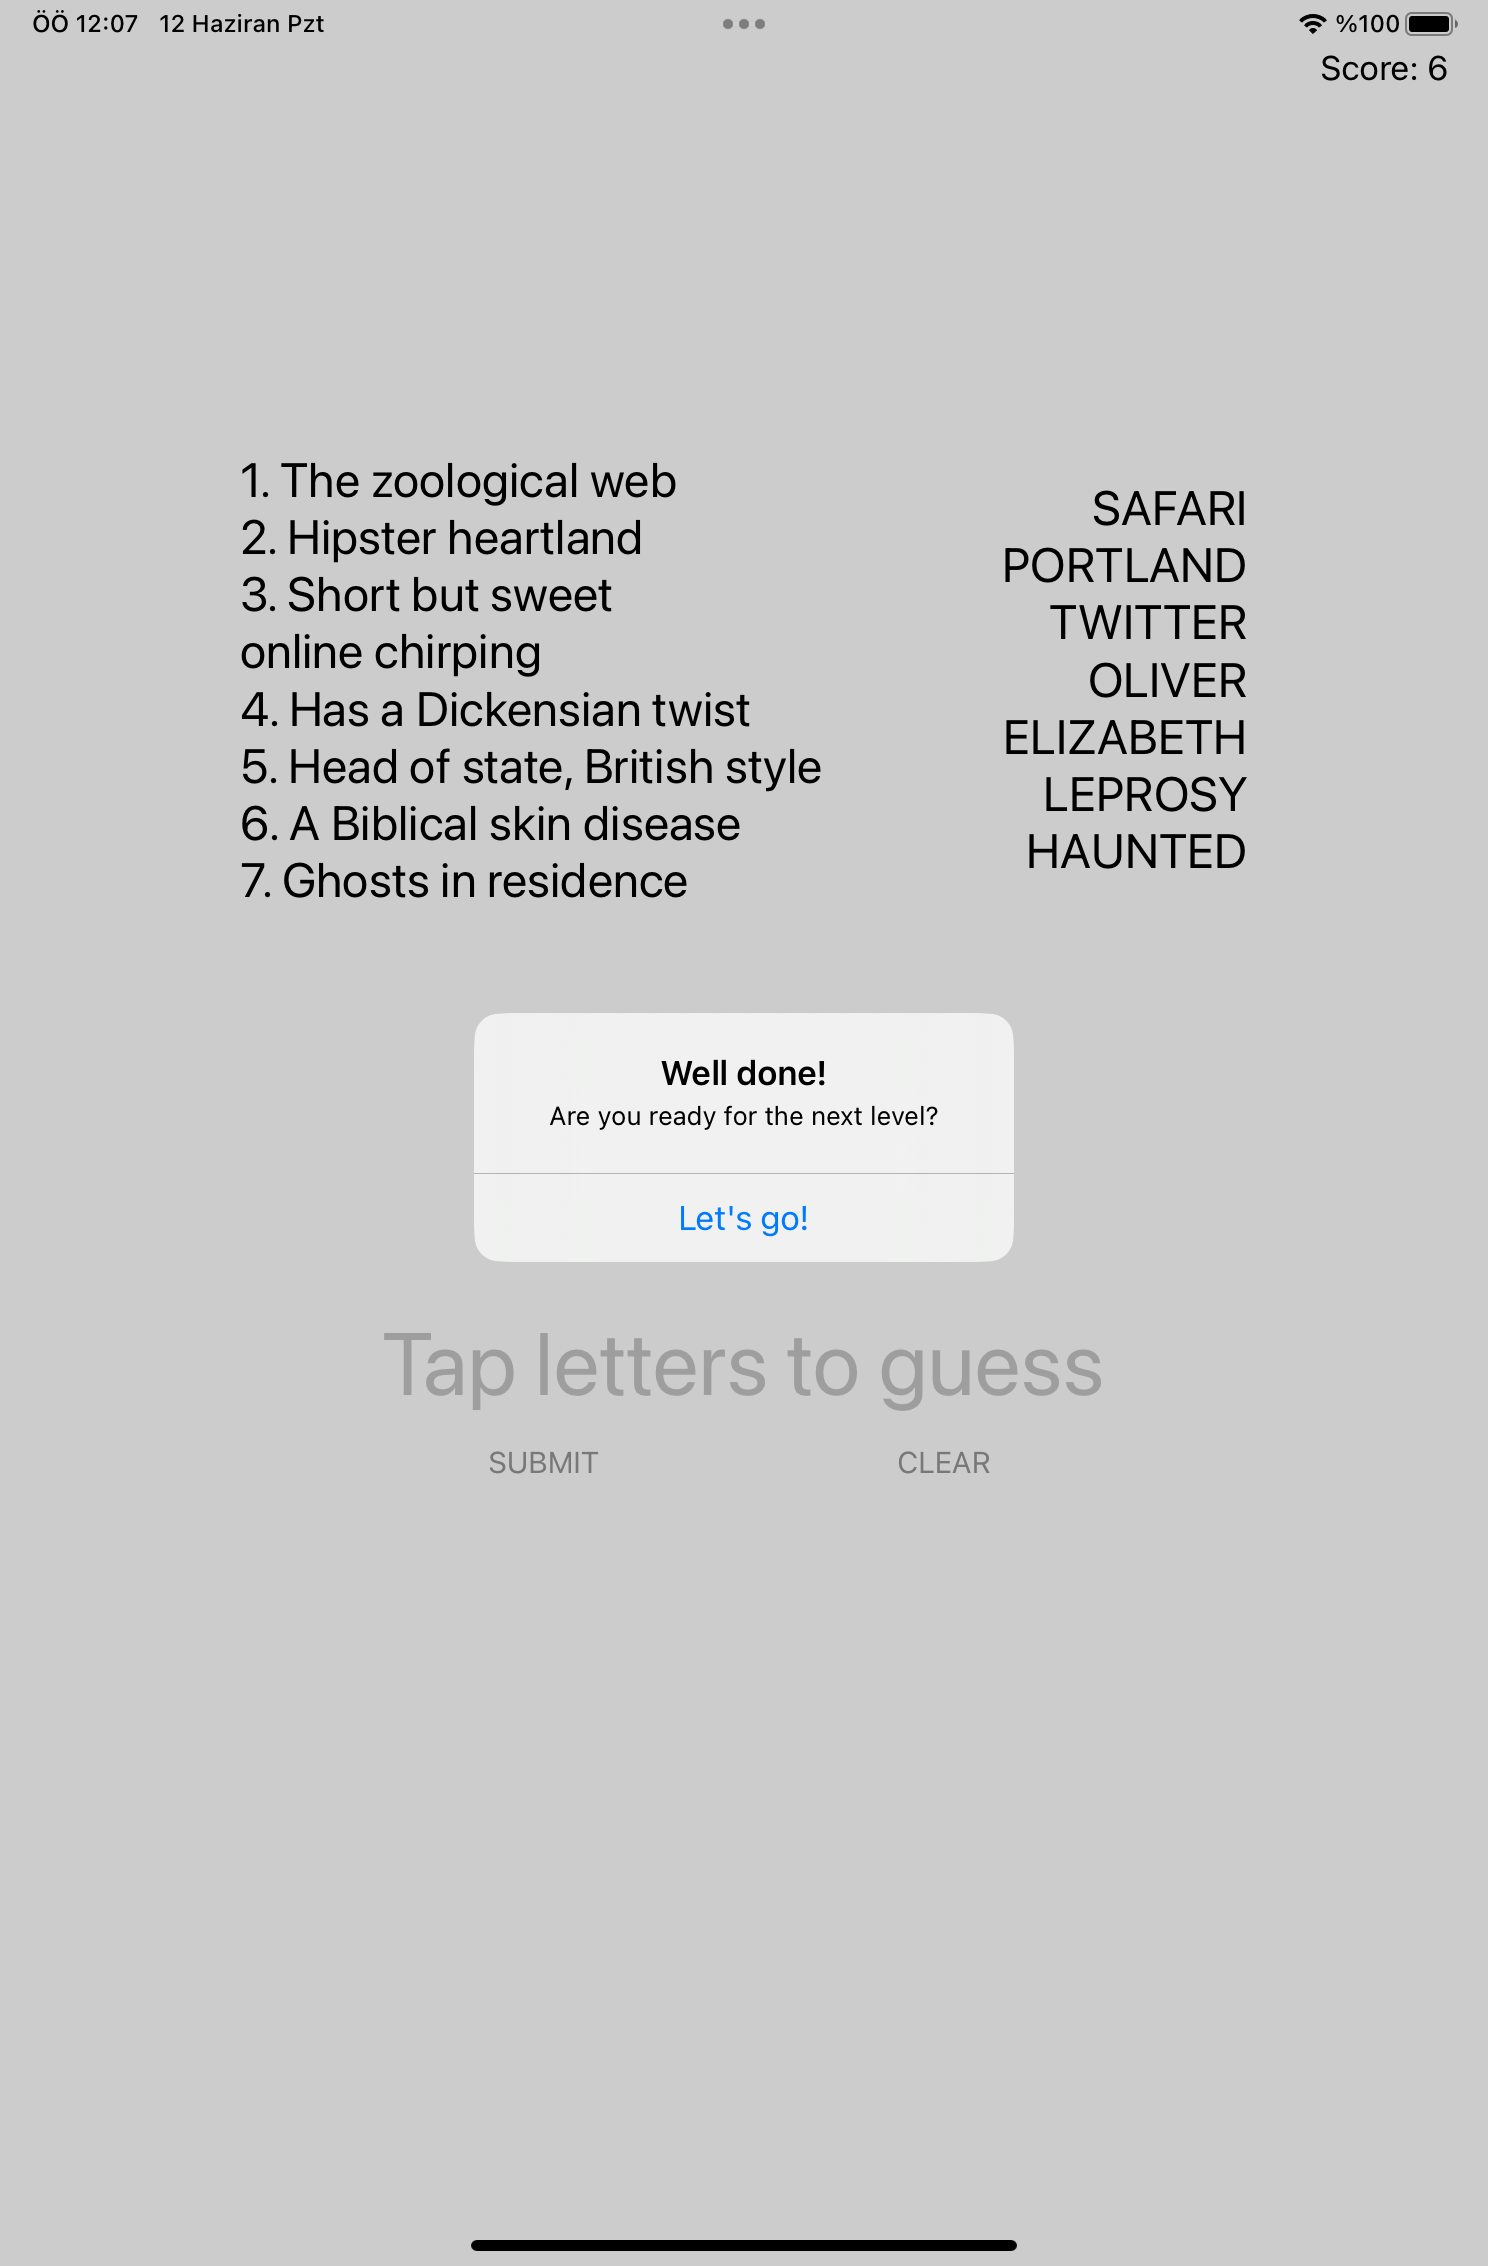 ÖÖ 12:07 12 Haziran Pzt
%100
Score: 6
1. The zoological web
2. Hipster heartland
3. Short but sweet
online chirping
4. Has a Dickensian twist
5. Head of state, British style
6. A Biblical skin disease
7. Ghosts in residence
SAFARI
PORTLAND
TWITTER
OLIVER
ELIZABETH
LEPROSY
HAUNTED
Well done!
Are you ready for the next level?
Let's go!
Tap letters to guess
SUBMIT
CLEAR